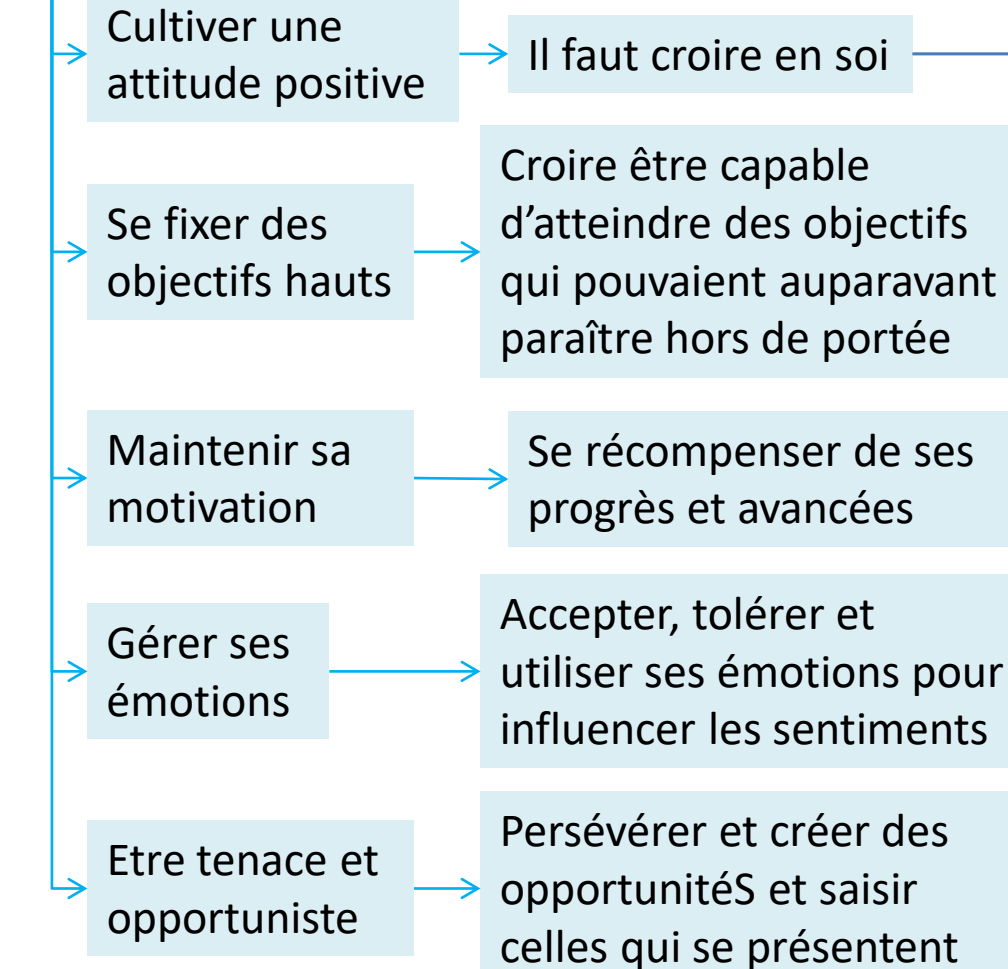 Cultiver une
attitude positive
Il faut croire en soi
Se fixer des
objectifs hauts
Croire être capable
d’atteindre des objectifs
qui pouvaient auparavant
paraître hors de portée
Maintenir sa
motivation
Se récompenser de ses
progrès et avancées
Gérer ses
émotions
Accepter, tolérer et
utiliser ses émotions pour
influencer les sentiments
Etre tenace et
opportuniste
Persévérer et créer des
opportunitéS et saisir
celles qui se présentent